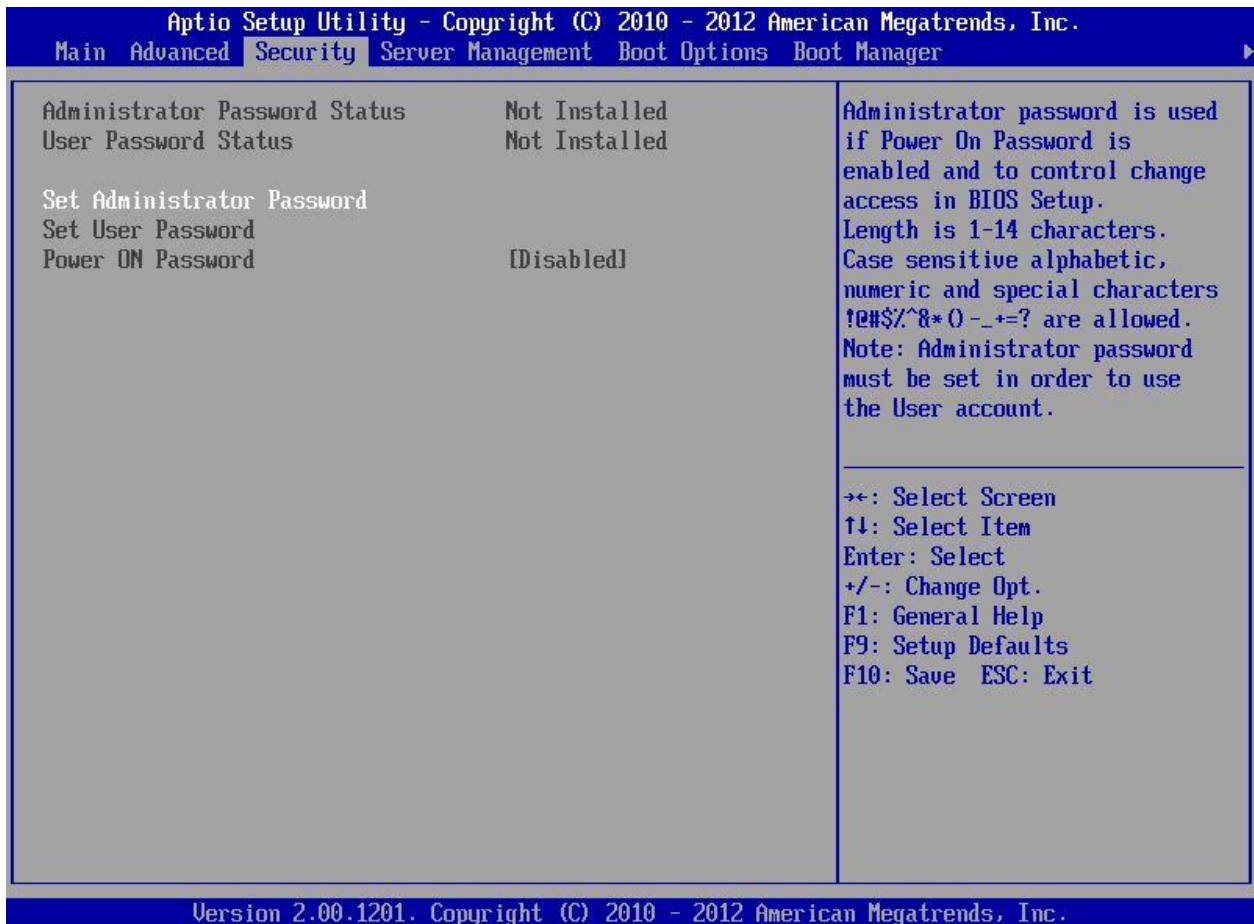 Aptio Setup Utility - Copyright (C) 2010 - 2012 American Megatrends, Inc.
Main Advanced Security Server Management Boot Options Boot Manager ►
Administrator Password Status Not Installed
User Password Status Not Installed
Set Administrator Password
Set User Password
Power ON Password [Disabled]
Administrator password is used
if Power On Password is
enabled and to control change
access in BIOS Setup.
Length is 1-14 characters.
Case sensitive alphabetic,
numeric and special characters
!@#$%^&*()-_+=? are allowed.
Note: Administrator password
must be set in order to use
the User account.
→←: Select Screen
↑↓: Select Item
Enter: Select
+/-: Change Opt.
F1: General Help
F9: Setup Defaults
F10: Save ESC: Exit
Version 2.00.1201. Copyright (C) 2010 - 2012 American Megatrends, Inc.